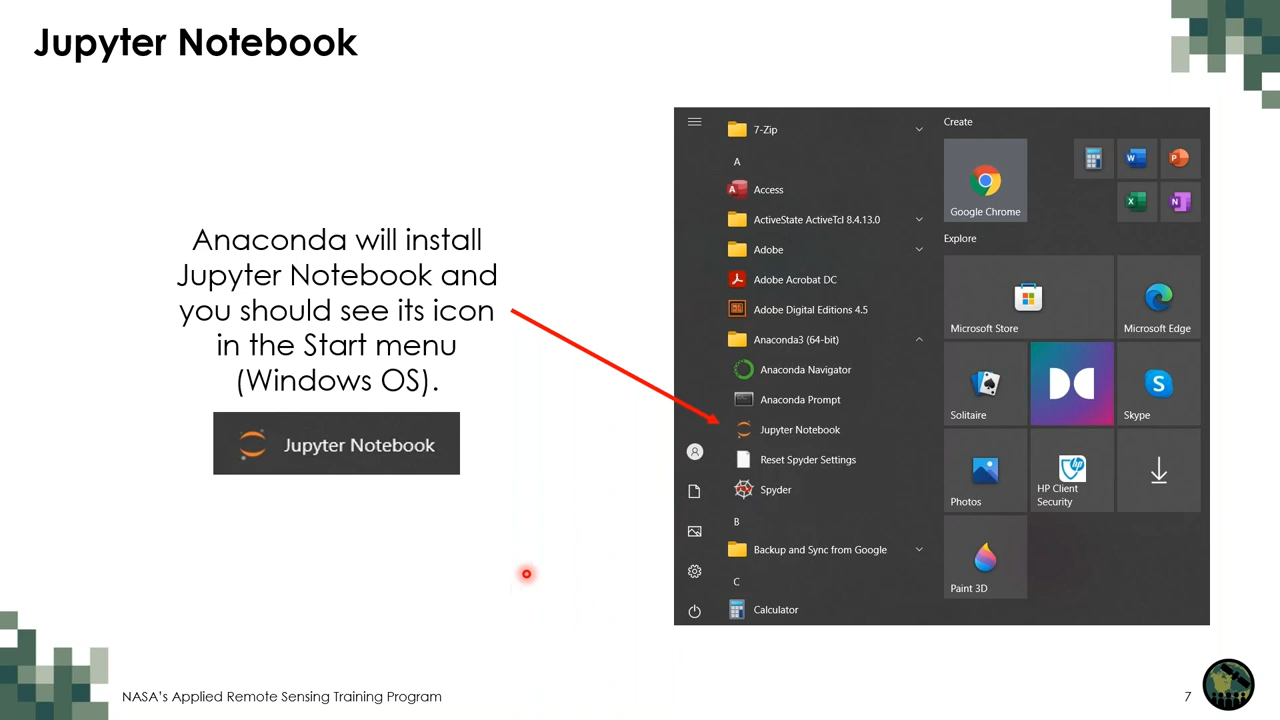 Jupyter Notebook
Anaconda will install
Jupyter Notebook and
you should see its icon
in the Start menu
(Windows OS).
Jupyter Notebook
7-Zip
A
Access
ActiveState ActiveTcl 8.4.13.0
Adobe
Adobe Acrobat DC
Adobe Digital Editions 4.5
Anaconda3 (64-bit)
Anaconda Navigator
Anaconda Prompt
Jupyter Notebook
Reset Spyder Settings
Spyder
B
Backup and Sync from Google
C
Calculator
Create
Google Chrome
Explore
Microsoft Store
Microsoft Edge
Solitaire
Skype
Photos
HP Client
Security
Paint 3D
NASA's Applied Remote Sensing Training Program
7